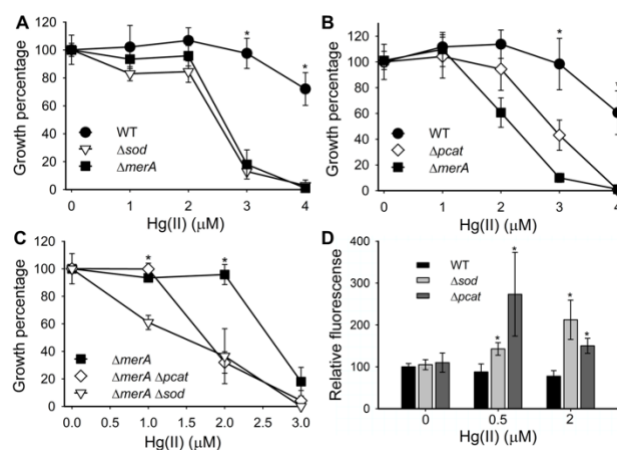 A
120
100
80
60
40
20
0
Growth percentage
WT
Δsod
ΔmerA
*
*
0 1 2 3 4
Hg(II) (μM)
B
120
100
80
60
40
20
0
Growth percentage
WT
Δpcat
ΔmerA
*
0 1 2 3 4
Hg(II) (μM)
C
120
100
80
60
40
20
0
Growth percentage
* *
ΔmerA
ΔmerA Δpcat
ΔmerA Δsod
0.0 0.5 1.0 1.5 2.0 2.5 3.0
Hg(II) (μM)
D
400
300
200
100
0
Relative fluorescense
WT
Δsod
Δpcat
* *
* *
0 0.5 2
Hg(II) (μM)